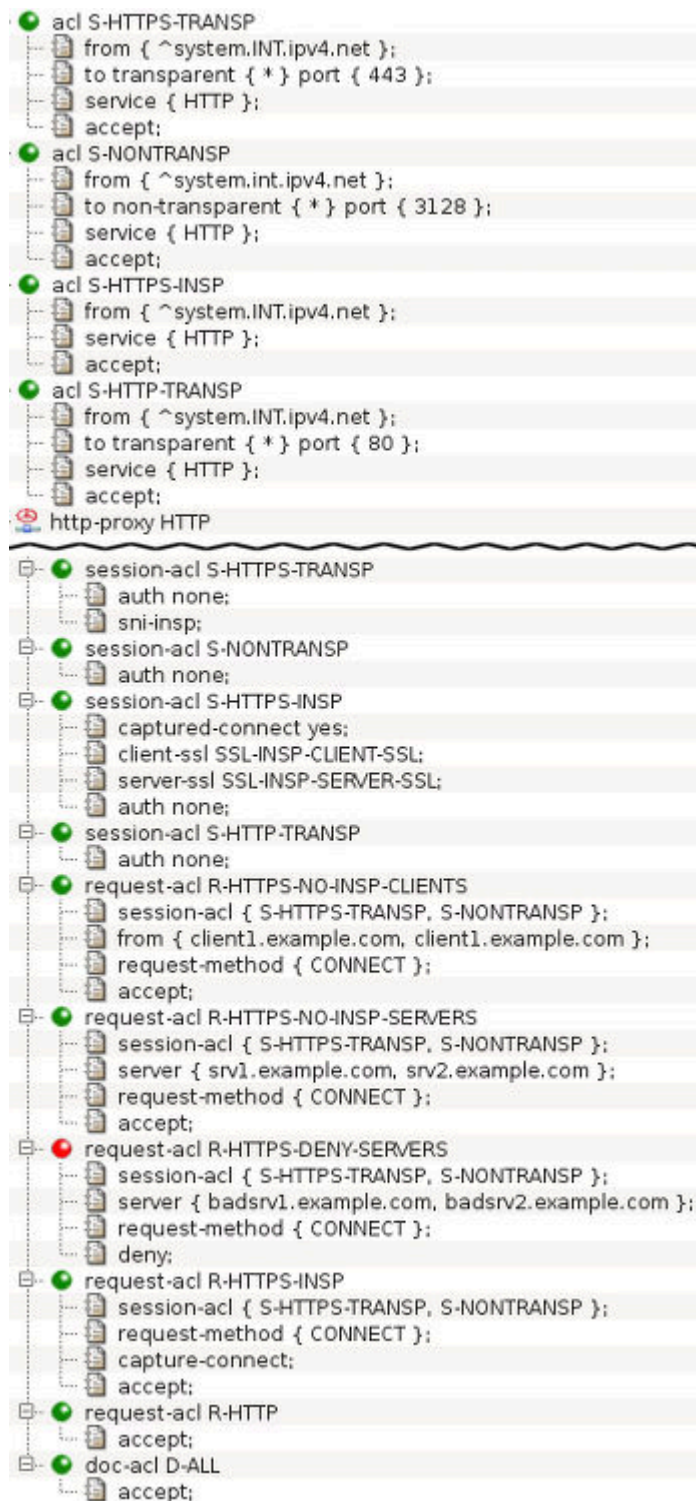 acl S-HTTPS-TRANSP
from { ^system.INT.ipv4.net };
to transparent { * } port { 443 };
service { HTTP };
accept;
acl S-NONTRANSP
from { ^system.int.ipv4.net };
to non-transparent { * } port { 3128 };
service { HTTP };
accept;
acl S-HTTPS-INSP
from { ^system.INT.ipv4.net };
service { HTTP };
accept;
acl S-HTTP-TRANSP
from { ^system.INT.ipv4.net };
to transparent { * } port { 80 };
service { HTTP };
accept;
http-proxy HTTP
session-acl S-HTTPS-TRANSP
auth none;
sni-insp;
session-acl S-NONTRANSP
auth none;
session-acl S-HTTPS-INSP
captured-connect yes;
client-ssl SSL-INSP-CLIENT-SSL;
server-ssl SSL-INSP-SERVER-SSL;
auth none;
session-acl S-HTTP-TRANSP
auth none;
request-acl R-HTTPS-NO-INSP-CLIENTS
session-acl { S-HTTPS-TRANSP, S-NONTRANSP };
from { client1.example.com, client1.example.com };
request-method { CONNECT };
accept;
request-acl R-HTTPS-NO-INSP-SERVERS
session-acl { S-HTTPS-TRANSP, S-NONTRANSP };
server { srv1.example.com, srv2.example.com };
request-method { CONNECT };
accept;
request-acl R-HTTPS-DENY-SERVERS
session-acl { S-HTTPS-TRANSP, S-NONTRANSP };
server { badsrv1.example.com, badsrv2.example.com };
request-method { CONNECT };
deny;
request-acl R-HTTPS-INSP
session-acl { S-HTTPS-TRANSP, S-NONTRANSP };
request-method { CONNECT };
capture-connect;
accept;
request-acl R-HTTP
accept;
doc-acl D-ALL
accept;